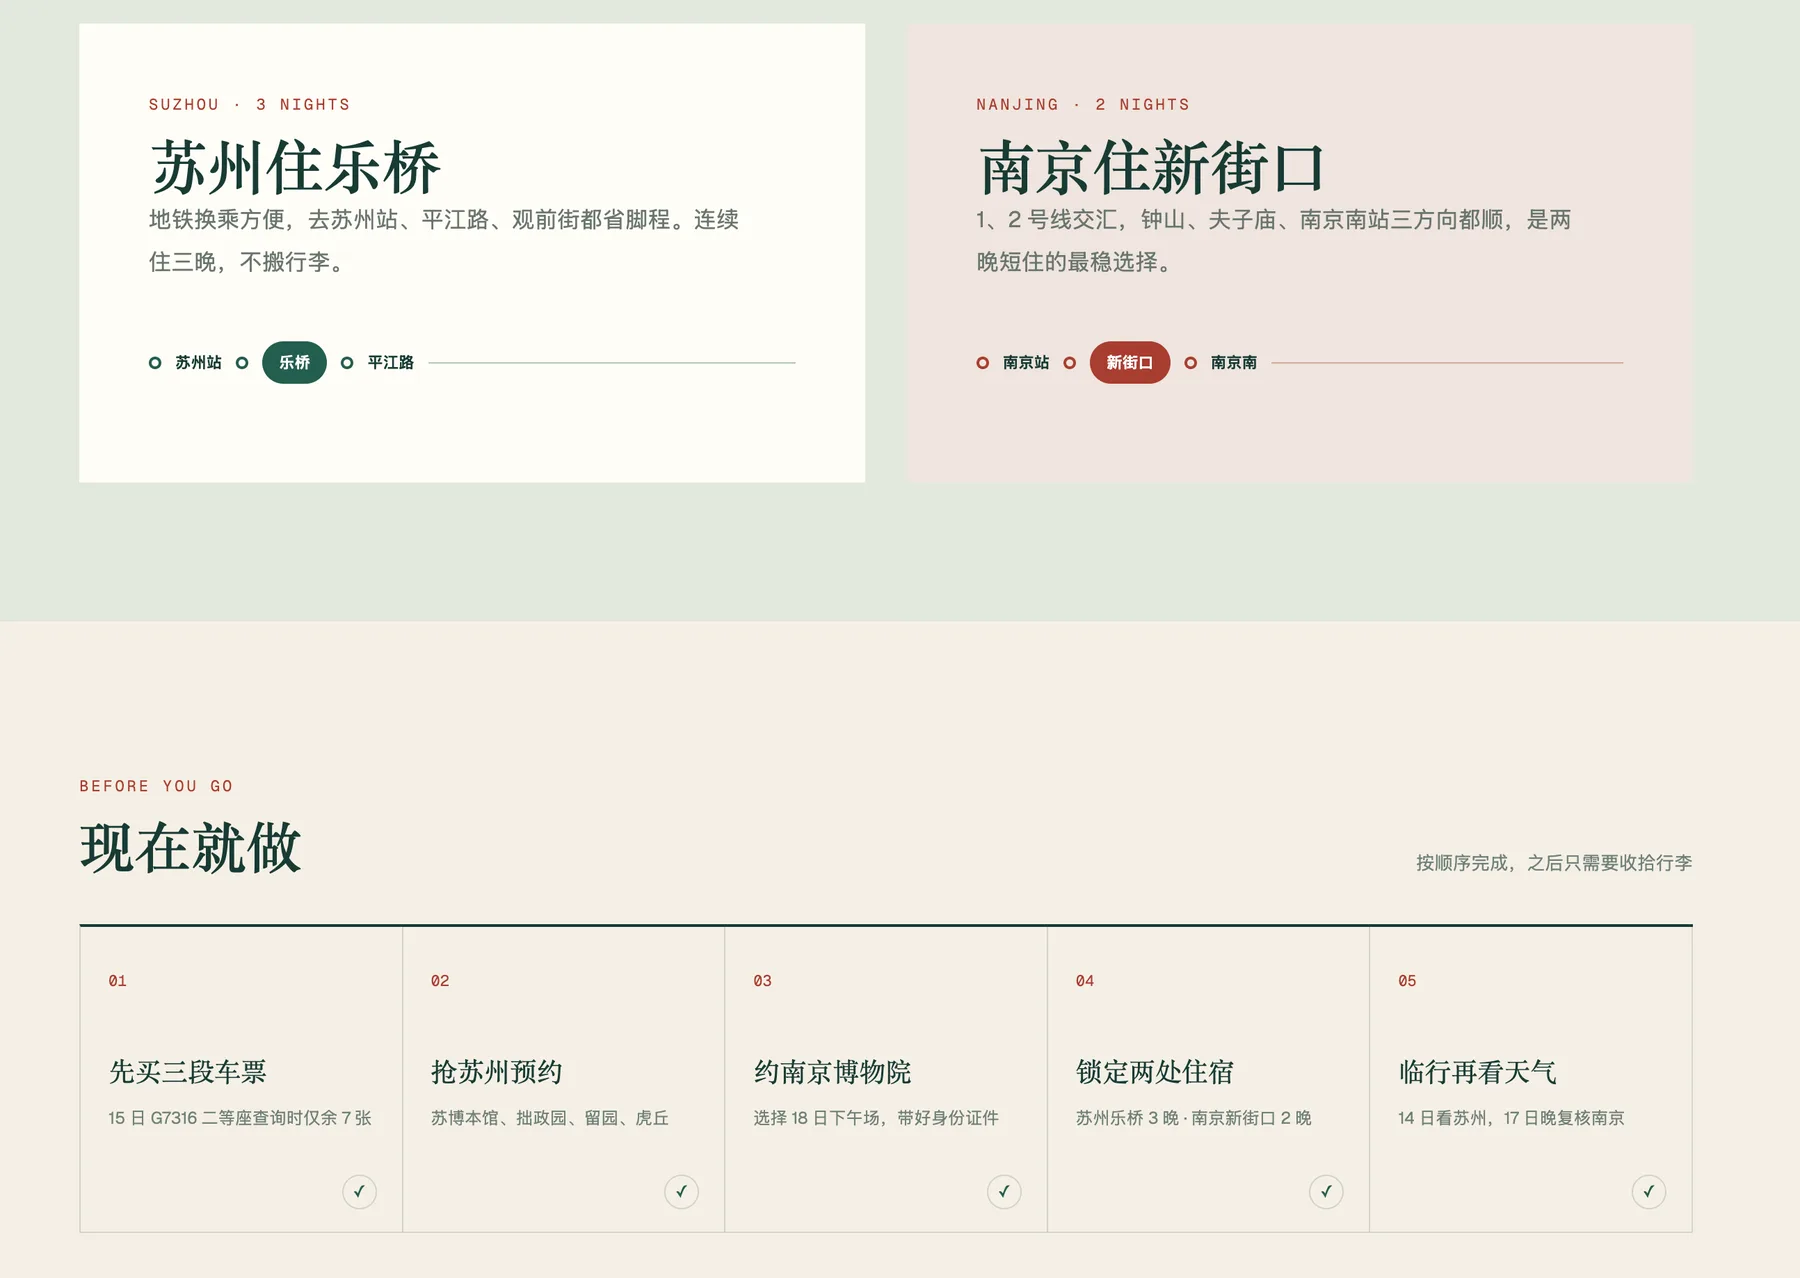 SUZHOU · 3 NIGHTS
苏州住乐桥
地铁换乘方便，去苏州站、平江路、观前街都省脚程。连续
住三晚，不搬行李。
苏州站 乐桥 平江路
NANJING · 2 NIGHTS
南京住新街口
1、2 号线交汇，钟山、夫子庙、南京南站三方向都顺，是两
晚短住的最稳选择。
南京站 新街口 南京南
BEFORE YOU GO
现在就做
按顺序完成，之后只需要收拾行李
01
先买三段车票
15 日 G7316 二等座查询时仅余 7 张
✓
02
抢苏州预约
苏博本馆、拙政园、留园、虎丘
✓
03
约南京博物院
选择 18 日下午场，带好身份证件
✓
04
锁定两处住宿
苏州乐桥 3 晚 · 南京新街口 2 晚
✓
05
临行再看天气
14 日看苏州，17 日晚复核南京
✓